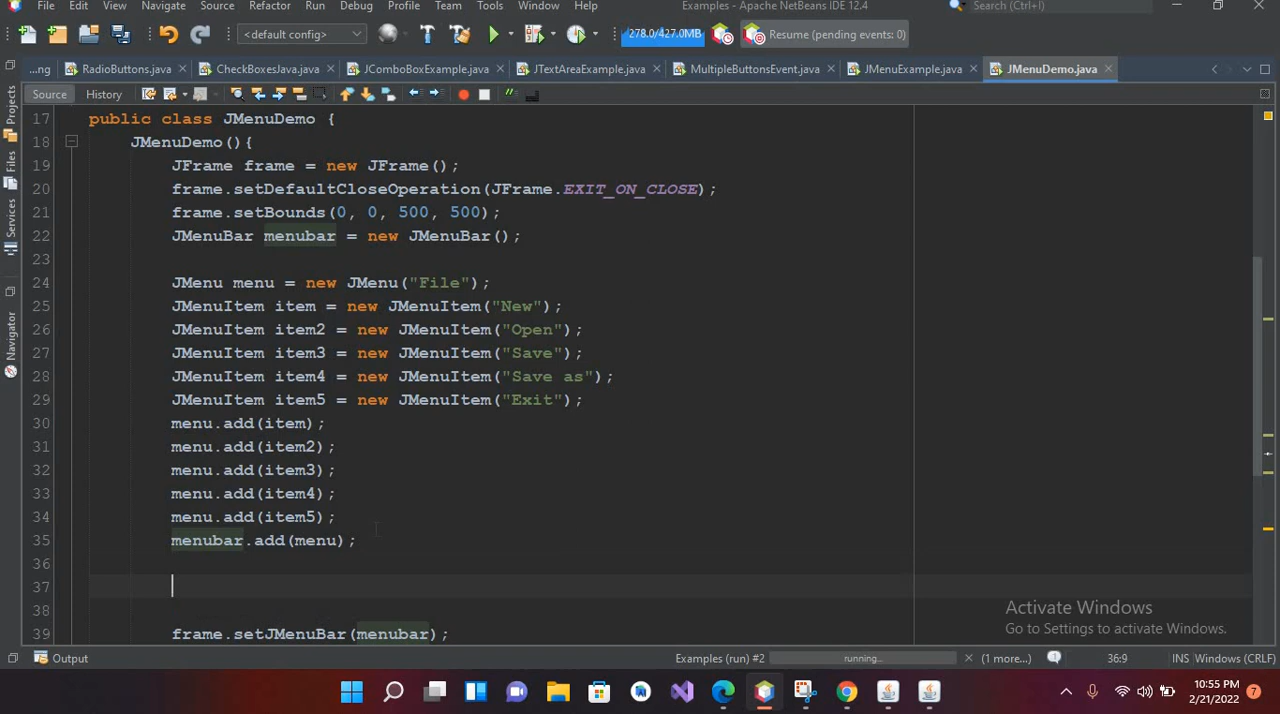 File Edit View Navigate Source Refactor Run Debug Profile Team Tools Window Help Examples - Apache NetBeans IDE 12.4 Search (Ctrl+I)
<default config> 278.0/427.0MB Resume (pending events: 0)
...ng RadioButtons.java CheckBoxesJava.java JComboBoxExample.java JTextAreaExample.java MultipleButtonsEvent.java JMenuExample.java JMenuDemo.java
Source History
Projects
Files
Services
Navigator
17 public class JMenuDemo {
18 JMenuDemo(){
19 JFrame frame = new JFrame();
20 frame.setDefaultCloseOperation(JFrame.EXIT_ON_CLOSE);
21 frame.setBounds(0, 0, 500, 500);
22 JMenuBar menubar = new JMenuBar();
23
24 JMenu menu = new JMenu("File");
25 JMenuItem item = new JMenuItem("New");
26 JMenuItem item2 = new JMenuItem("Open");
27 JMenuItem item3 = new JMenuItem("Save");
28 JMenuItem item4 = new JMenuItem("Save as");
29 JMenuItem item5 = new JMenuItem("Exit");
30 menu.add(item);
31 menu.add(item2);
32 menu.add(item3);
33 menu.add(item4);
34 menu.add(item5);
35 menubar.add(menu);
36
37
38
39 frame.setJMenuBar(menubar);
Activate Windows
Go to Settings to activate Windows.
Output Examples (run) #2 running... (1 more...) 36:9 INS Windows (CRLF)
10:55 PM
2/21/2022
7